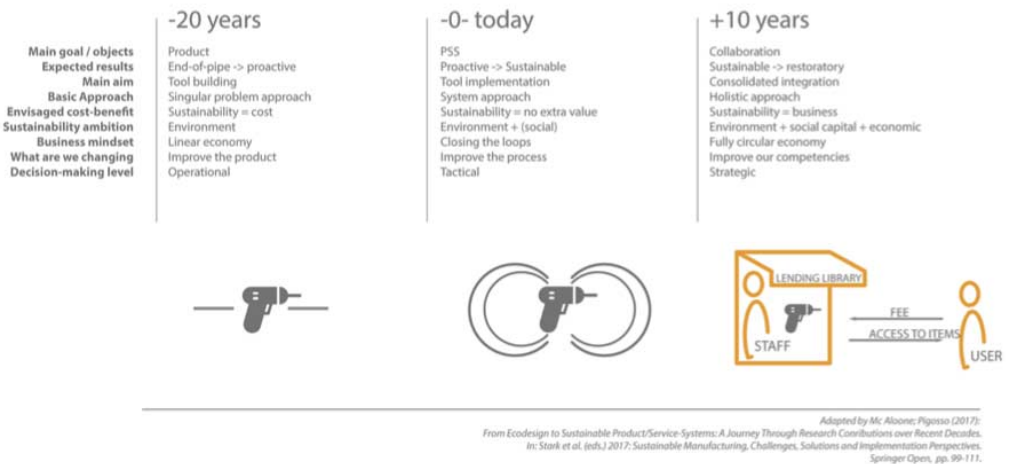 -20 years -0- today +10 years
Main goal / objects Product PSS Collaboration
Expected results End-of-pipe -> proactive Proactive -> Sustainable Sustainable -> restoratory
Main aim Tool building Tool implementation Consolidated integration
Basic Approach Singular problem approach System approach Holistic approach
Envisaged cost-benefit Sustainability = cost Sustainability = no extra value Sustainability = business
Sustainability ambition Environment Environment + (social) Environment + social capital + economic
Business mindset Linear economy Closing the loops Fully circular economy
What are we changing Improve the product Improve the process Improve our competencies
Decision-making level Operational Tactical Strategic
LENDING LIBRARY
FEE
ACCESS TO ITEMS
STAFF
USER
Adapted by Mc Aloone; Pigosso (2017):
From Ecodesign to Sustainable Product/Service-Systems: A Journey Through Research Conributions over Recent Decades.
In: Stark et al. (eds.) 2017: Sustainable Manufacturing, Challenges, Solutions and Implementation Perspectives.
Springer Open, pp. 99-111.